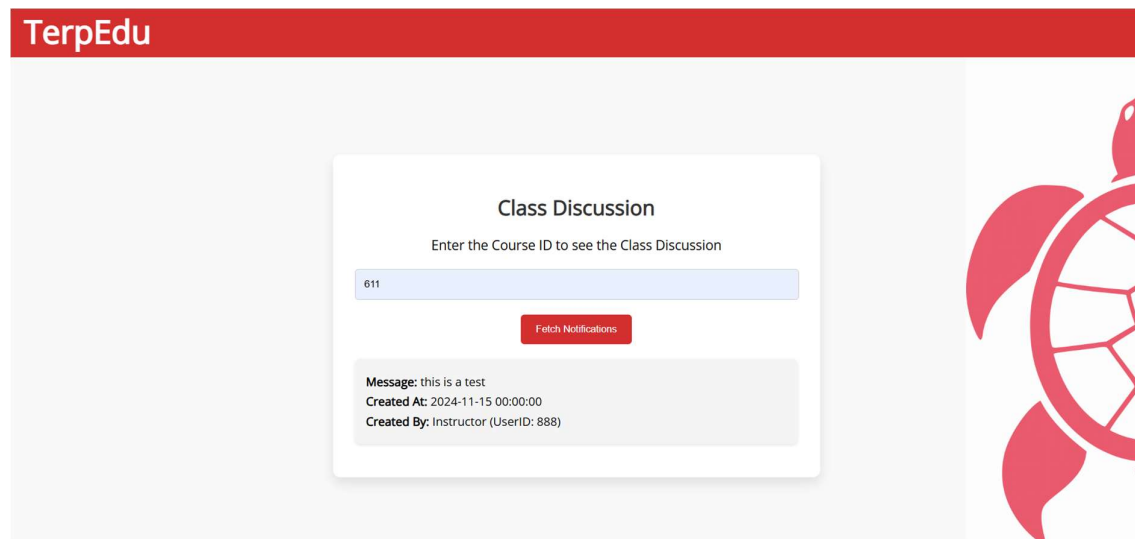 TerpEdu
Class Discussion
Enter the Course ID to see the Class Discussion
611
Fetch Notifications
Message: this is a test
Created At: 2024-11-15 00:00:00
Created By: Instructor (UserID: 888)